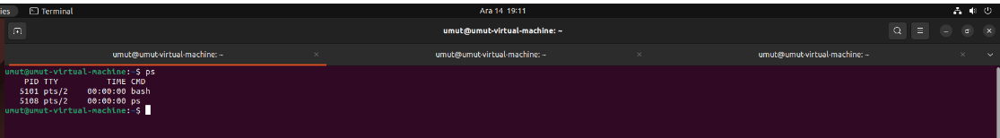 ies Terminal Ara 14 19:11
umut@umut-virtual-machine: ~
umut@umut-virtual-machine: ~ umut@umut-virtual-machine: ~ umut@umut-virtual-machine: ~
umut@umut-virtual-machine:~$ ps
    PID TTY          TIME CMD
   5101 pts/2    00:00:00 bash
   5108 pts/2    00:00:00 ps
umut@umut-virtual-machine:~$